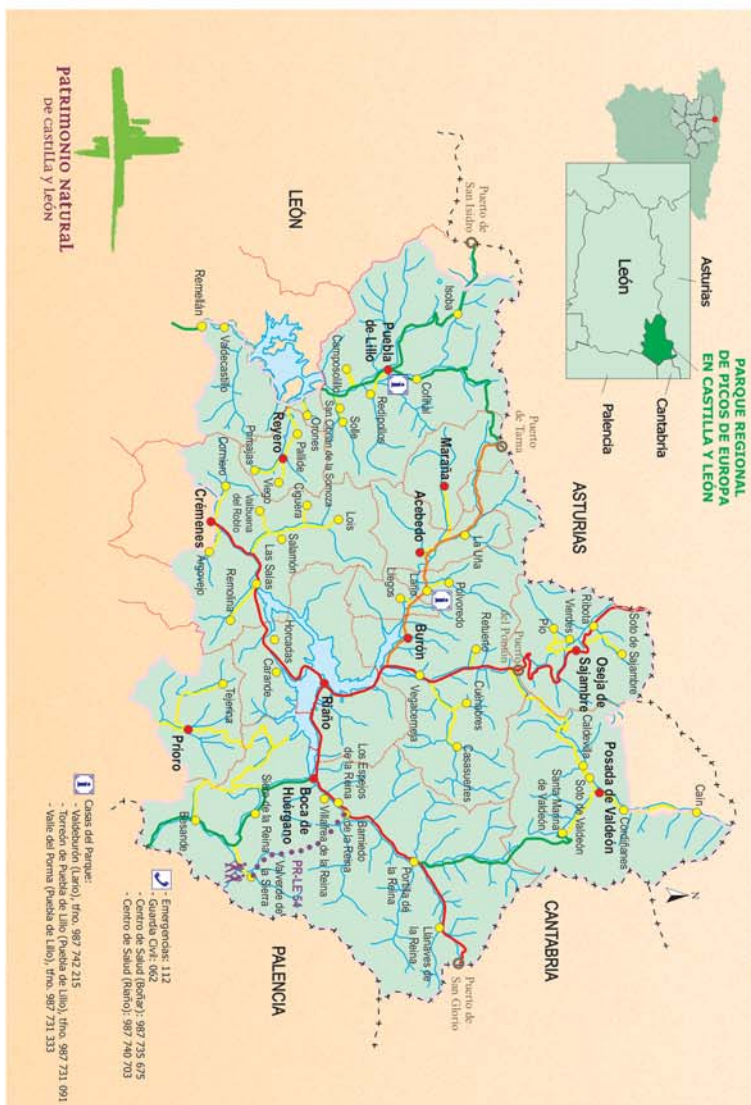 PARQUE REGIONAL
DE PICOS DE EUROPA
EN CASTILLA Y LEÓN
Asturias
Cantabria
León
Palencia
N
Caín
Soto de Sajambre
Ribota
Vierdes
Pío
Oseja de
Sajambre
Posada de Valdeón
Cordiñanes
Caldevilla
Soto de Valdeón
Santa Marina
de Valdeón
ASTURIAS
CANTABRIA
Puerto
del Pontón
Puerto
de Tarna
Puerto de
San Isidro
Puerto de
San Glorio
Retuerto
Cuénabres
Casasuertes
Vegacerneja
Isoba
Cofiñal
La Uña
Polvoredo
Lario
i
Maraña
Acebedo
Liegos
Burón
Portilla de
la Reina
Llánaves de
la Reina
Puebla
de Lillo
i
Redipollos
Camposolillo
Solle
San Cibrián de la Somoza
Lois
Orones
Pallide
Reyero
Viego
Primajas
Ciguera
Salamón
Valbuena
del Roblo
Corniero
Las Salas
Horcadas
Carande
Riaño
Los Espejos
de la Reina
Barniedo
de la Reina
Villafrea de la Reina
Boca de
Huérgano
Siero de la Reina
Valverde de
la Sierra
PR-LE 54
Besande
Tejerina
Prioro
Remolina
Crémenes
Argovejo
Valdecastillo
Remellán
LEÓN
PALENCIA
PATRIMONIO NATURAL
DE CASTILLA Y LEÓN
- Emergencias: 112
- Guardia Civil: 062
- Centro de Salud (Boñar): 987 735 675
- Centro de Salud (Riaño): 987 740 703
i Casas del Parque:
- Valdeburón (Lario), tfno. 987 742 215
- Torreón de Puebla de Lillo (Puebla de Lillo), tfno. 987 731 091
- Valle del Porma (Puebla de Lillo), tfno. 987 731 333